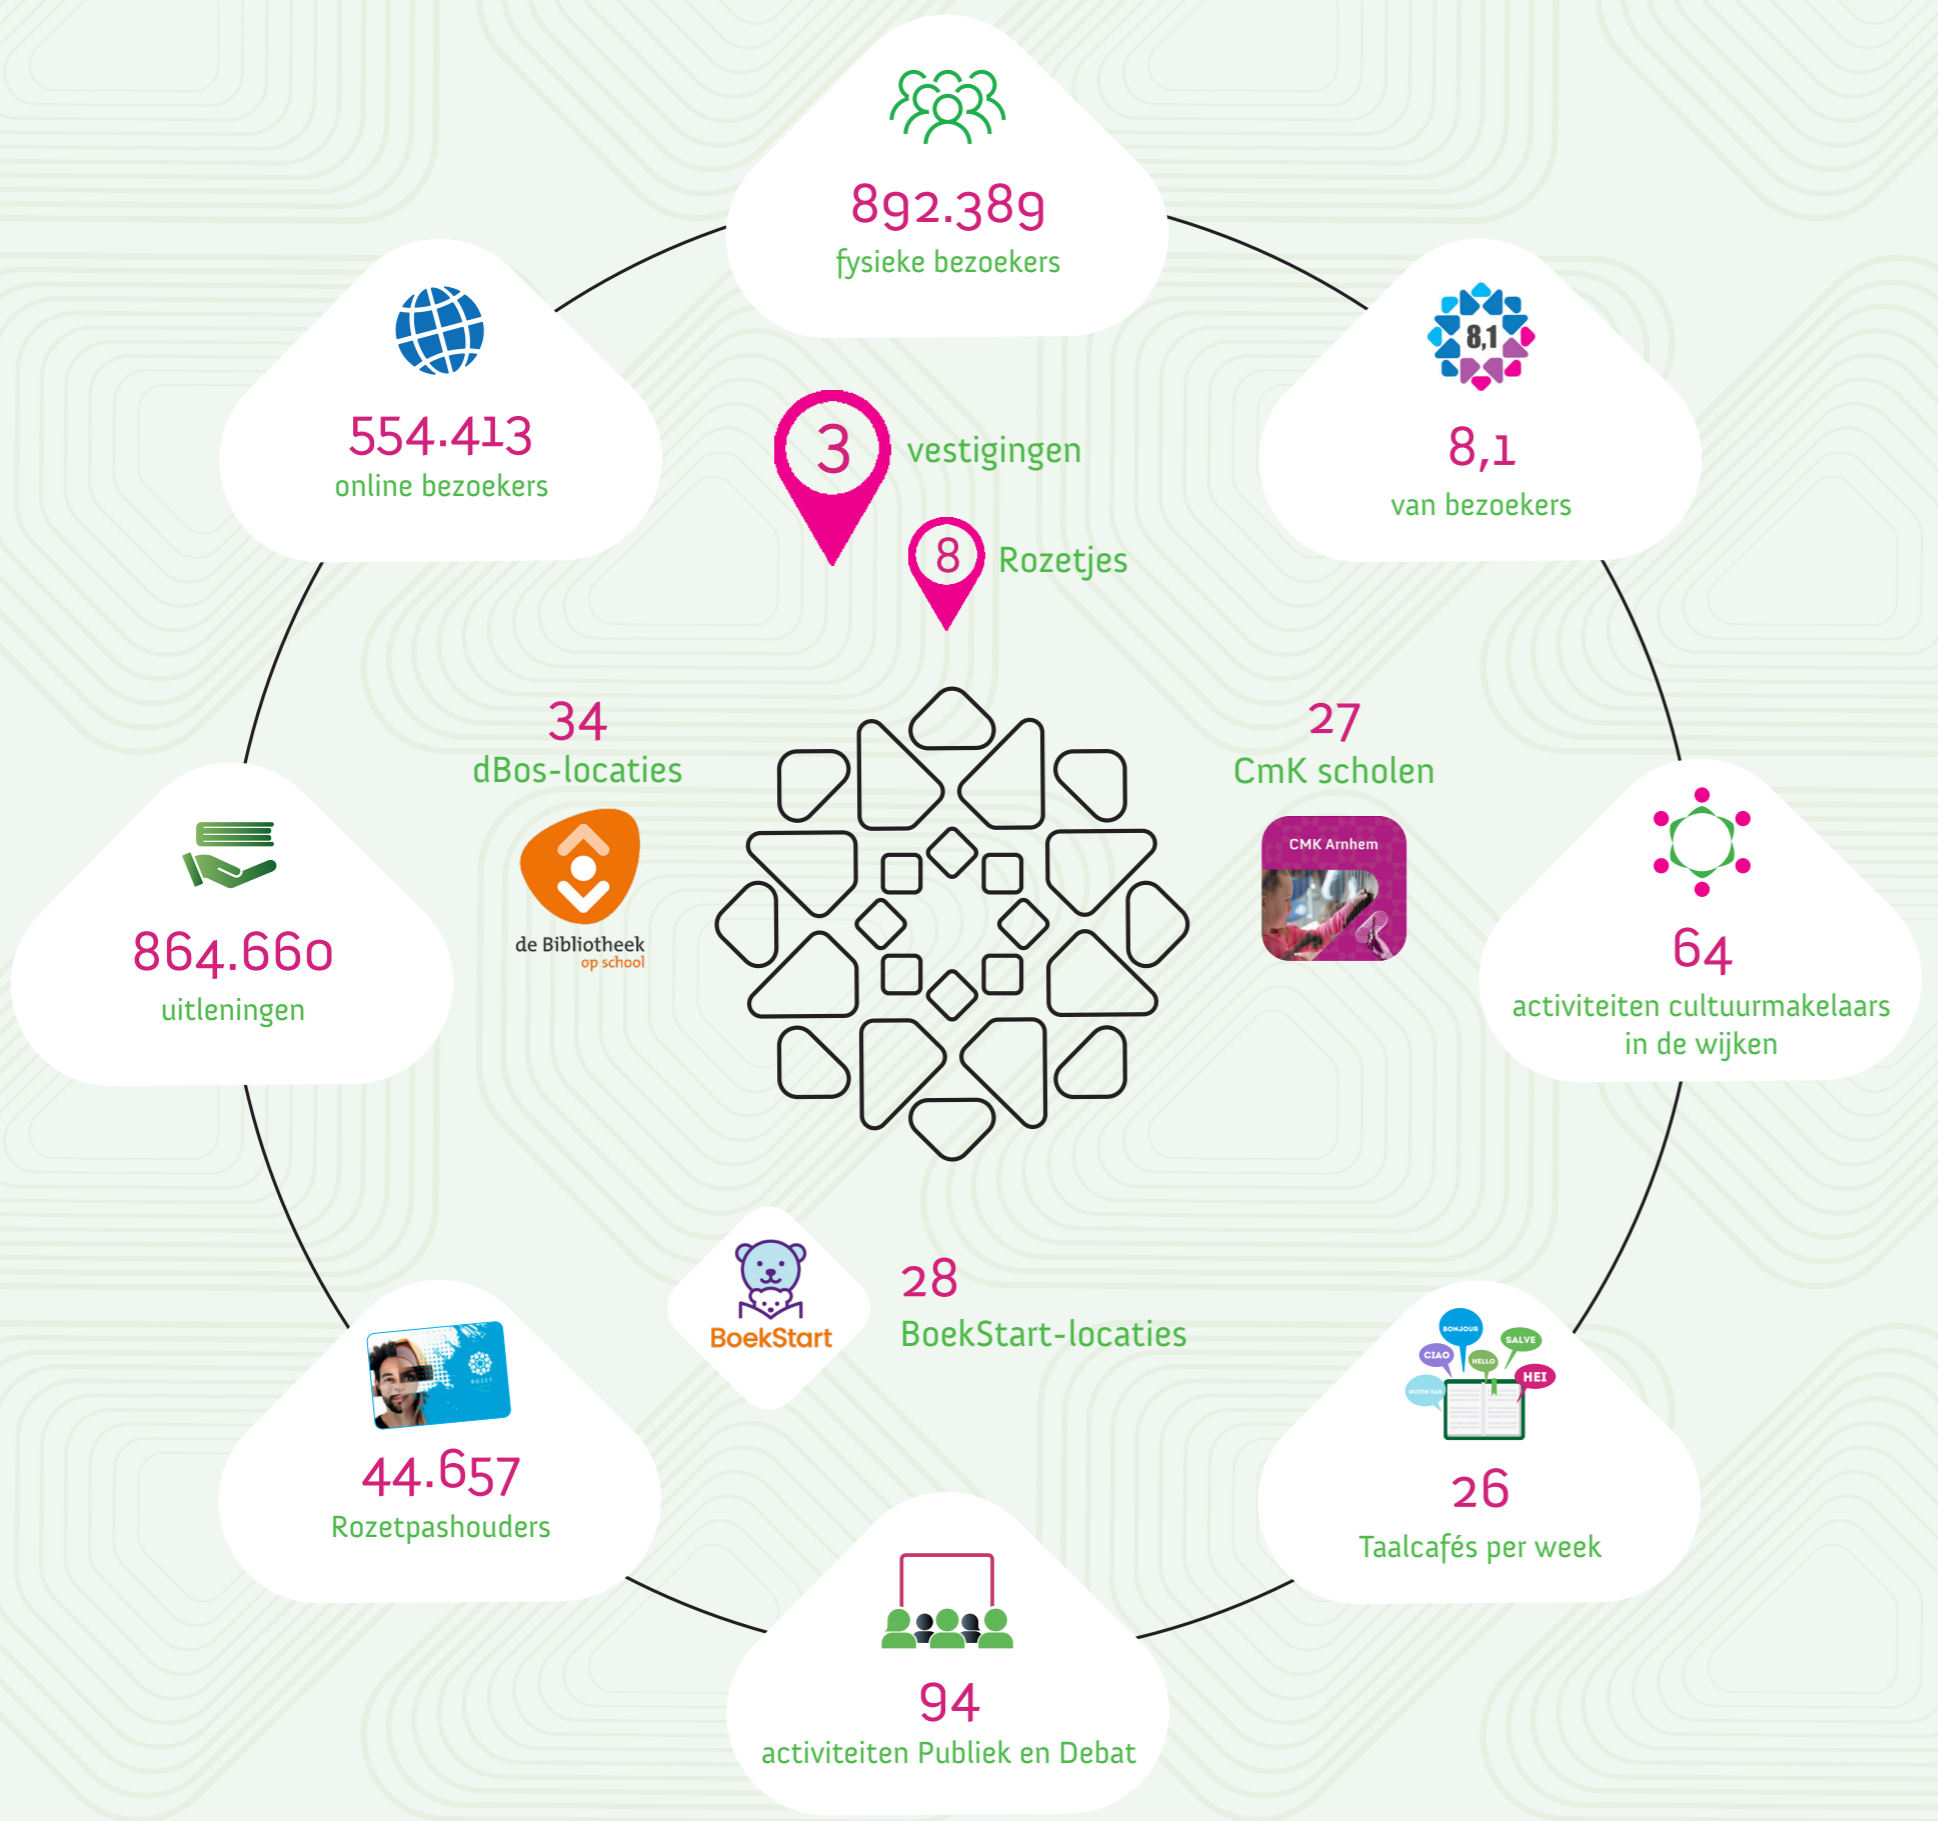 892.389
fysieke bezoekers
554.413
online bezoekers
8,1
8,1
van bezoekers
3
vestigingen
8
Rozetjes
34
dBos-locaties
de Bibliotheek
op school
27
CmK scholen
CMK Arnhem
864.660
uitleningen
64
activiteiten cultuurmakelaars
in de wijken
BoekStart
28
BoekStart-locaties
ROZET
44.657
Rozetpashouders
BONJOUR
SALVE
CIAO
HELLO
HEI
GUTEN TAG
26
Taalcafés per week
94
activiteiten Publiek en Debat